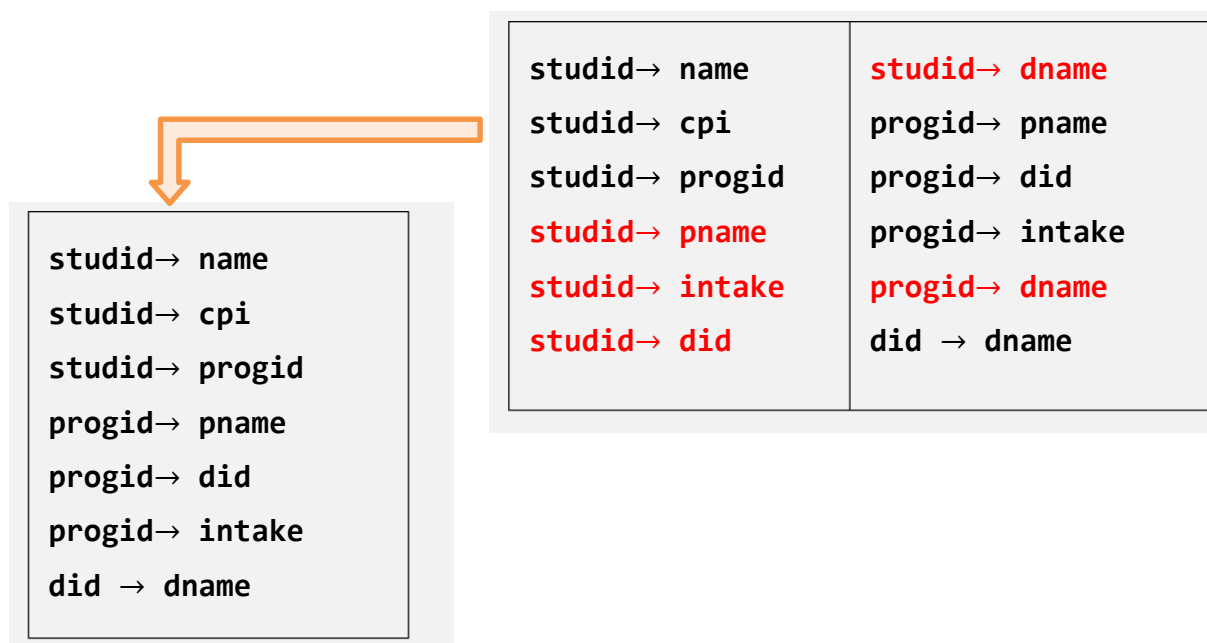 studid→ name
studid→ cpi
studid→ progid
studid→ pname
studid→ intake
studid→ did
studid→ dname
progid→ pname
progid→ did
progid→ intake
progid→ dname
did → dname
studid→ name
studid→ cpi
studid→ progid
progid→ pname
progid→ did
progid→ intake
did → dname